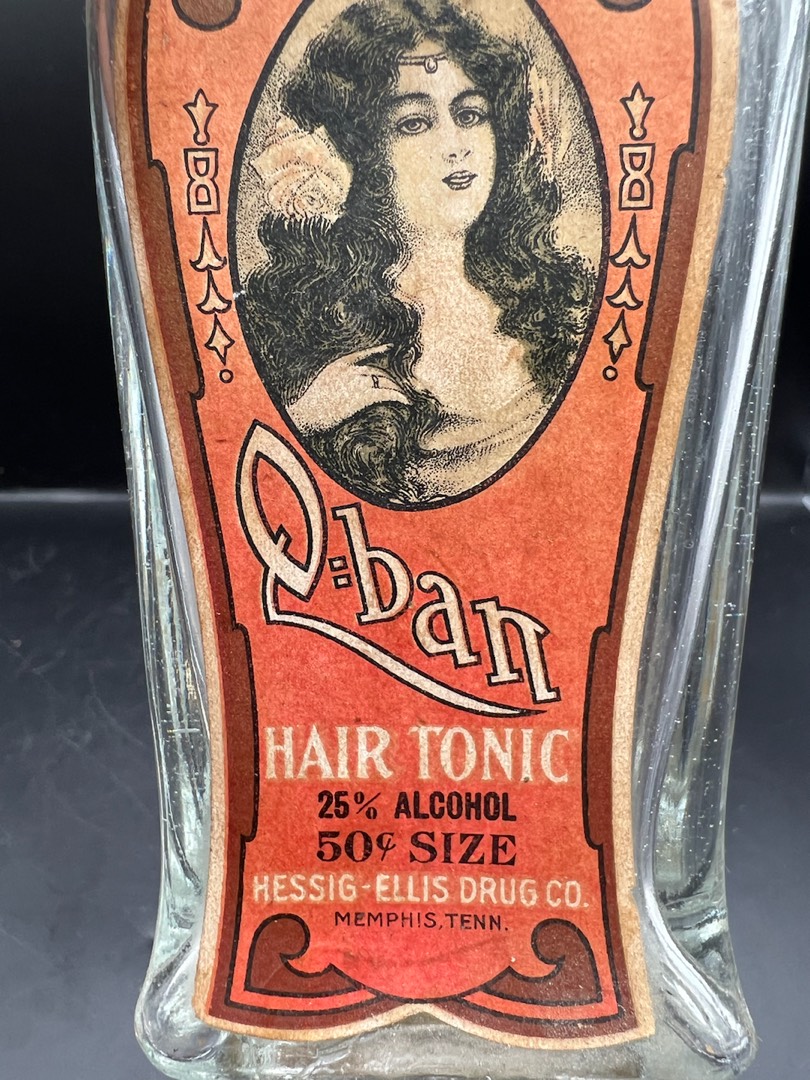 Q=ban
HAIR TONIC
25% ALCOHOL
50¢ SIZE
HESSIG-ELLIS DRUG CO.
MEMPHIS, TENN.